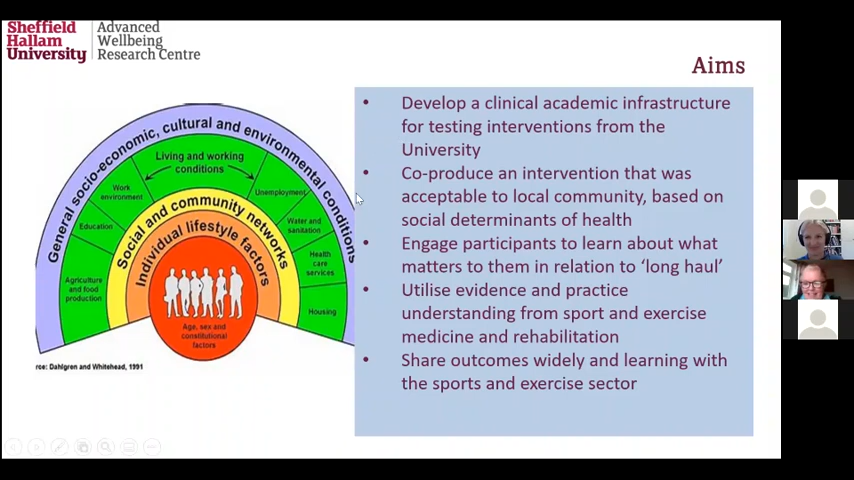 Sheffield
Hallam
University
Advanced
Wellbeing
Research Centre
Aims
General socio-economic, cultural and environmental conditions
Living and working
conditions
Work
environment
Unemployment
Education
Water and
sanitation
Agriculture
and food
production
Health
care
services
Housing
Social and community networks
Individual lifestyle factors
Age, sex and
constitutional
factors
rce: Dahlgren and Whitehead, 1991
• Develop a clinical academic infrastructure
for testing interventions from the
University
• Co-produce an intervention that was
acceptable to local community, based on
social determinants of health
• Engage participants to learn about what
matters to them in relation to ‘long haul’
• Utilise evidence and practice
understanding from sport and exercise
medicine and rehabilitation
• Share outcomes widely and learning with
the sports and exercise sector